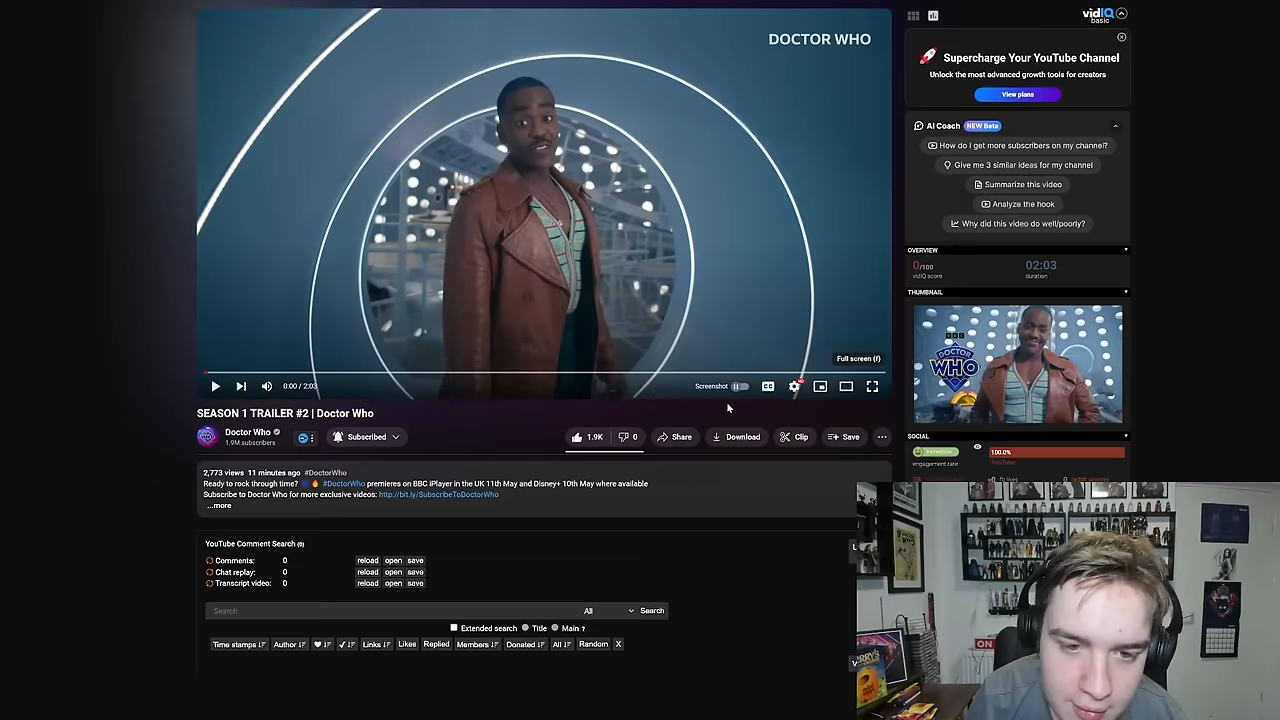 DOCTOR WHO
Full screen (f)
0:00 / 2:03
Screenshot
SEASON 1 TRAILER #2 | Doctor Who
Doctor Who
1.9M subscribers
Subscribed
1.9K
0
Share
Download
Clip
Save
2,773 views 11 minutes ago #DoctorWho
Ready to rock through time? #DoctorWho premieres on BBC iPlayer in the UK 11th May and Disney+ 10th May where available
Subscribe to Doctor Who for more exclusive videos: http://bit.ly/SubscribeToDoctorWho
...more
YouTube Comment Search (0)
Comments: 0 reload open save
Chat replay: 0 reload open save
Transcript video: 0 reload open save
Search All Search
Extended search Title Main ?
Time stamps Author Links Likes Replied Members Donated All Random X
vidIQ
basic
Supercharge Your YouTube Channel
Unlock the most advanced growth tools for creators
View plans
AI Coach NEW Beta
How do I get more subscribers on my channel?
Give me 3 similar ideas for my channel
Summarize this video
Analyze the hook
Why did this video do well/poorly?
OVERVIEW
0/100 02:03
vidIQ score duration
THUMBNAIL
BBC
DOCTOR
WHO
SOCIAL
100.0%
engagement rate YouTube
ON